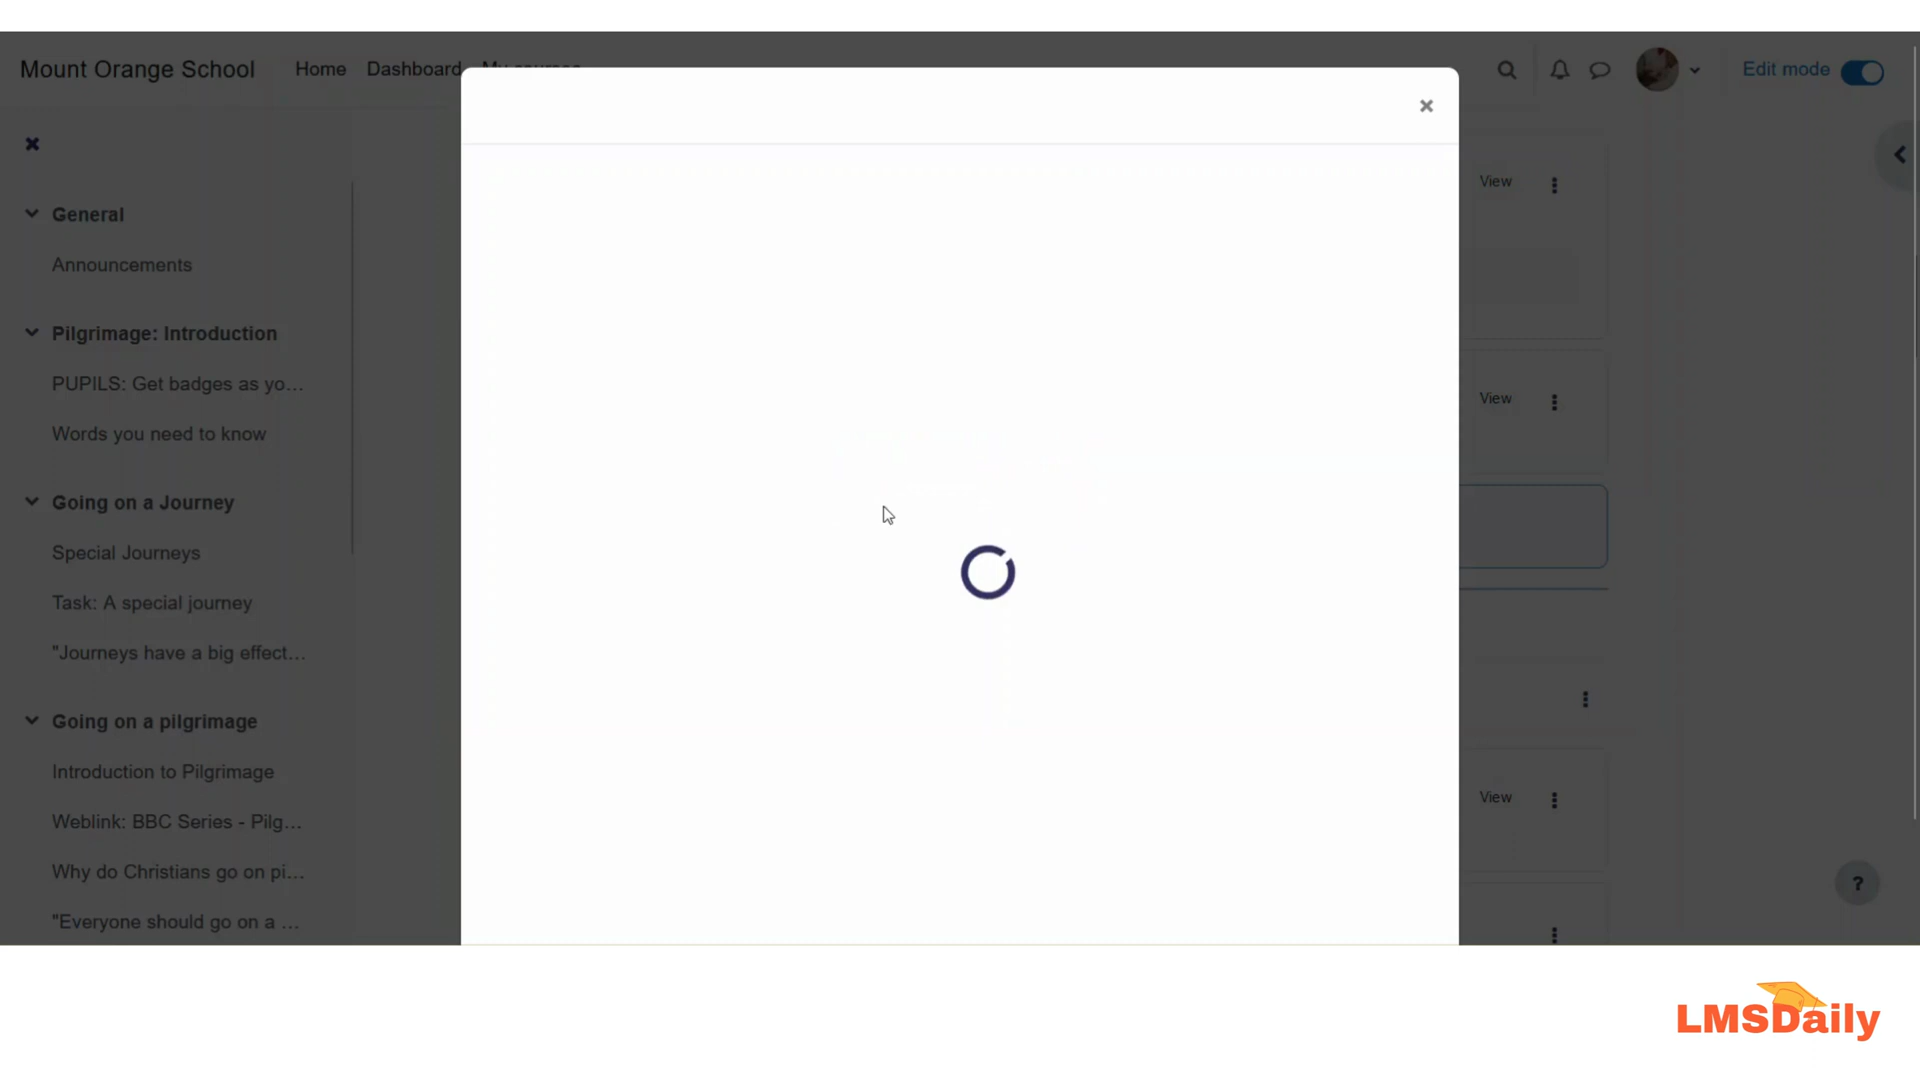 Mount Orange School Home Dashboard My courses Edit mode
General
Announcements
Pilgrimage: Introduction
PUPILS: Get badges as yo...
Words you need to know
Going on a Journey
Special Journeys
Task: A special journey
"Journeys have a big effect...
Going on a pilgrimage
Introduction to Pilgrimage
Weblink: BBC Series - Pilg...
Why do Christians go on pi...
"Everyone should go on a ...
View
View
View
?
LMSDaily